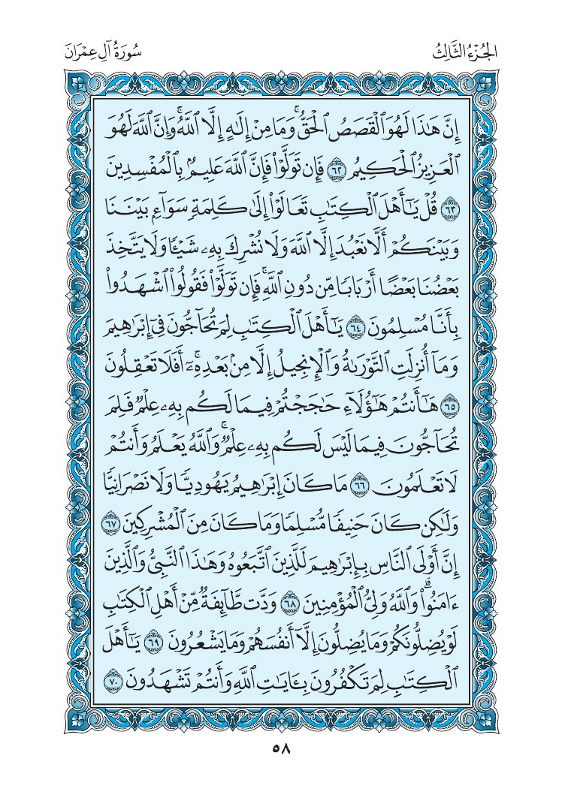 الجُزْءُ الثَّالِثُ
سُورَةُ آلِ عِمْرَانَ
إِنَّ هَٰذَا لَهُوَ ٱلْقَصَصُ ٱلْحَقُّۚ وَمَا مِنْ إِلَٰهٍ إِلَّا ٱللَّهُۚ وَإِنَّ ٱللَّهَ لَهُوَ
ٱلْعَزِيزُ ٱلْحَكِيمُ ٦٢ فَإِن تَوَلَّوْا۟ فَإِنَّ ٱللَّهَ عَلِيمٌۢ بِٱلْمُفْسِدِينَ
٦٣ قُلْ يَٰٓأَهْلَ ٱلْكِتَٰبِ تَعَالَوْا۟ إِلَىٰ كَلِمَةٍ سَوَآءٍۭ بَيْنَنَا
وَبَيْنَكُمْ أَلَّا نَعْبُدَ إِلَّا ٱللَّهَ وَلَا نُشْرِكَ بِهِۦ شَيْـًٔا وَلَا يَتَّخِذَ
بَعْضُنَا بَعْضًا أَرْبَابًا مِّن دُونِ ٱللَّهِۚ فَإِن تَوَلَّوْا۟ فَقُولُوا۟ ٱشْهَدُوا۟
بِأَنَّا مُسْلِمُونَ ٦٤ يَٰٓأَهْلَ ٱلْكِتَٰبِ لِمَ تُحَآجُّونَ فِىٓ إِبْرَٰهِيمَ
وَمَآ أُنزِلَتِ ٱلتَّوْرَىٰةُ وَٱلْإِنجِيلُ إِلَّا مِنۢ بَعْدِهِۦٓۚ أَفَلَا تَعْقِلُونَ
٦٥ هَٰٓأَنتُمْ هَٰٓؤُلَآءِ حَٰجَجْتُمْ فِيمَا لَكُم بِهِۦ عِلْمٌ فَلِمَ
تُحَآجُّونَ فِيمَا لَيْسَ لَكُم بِهِۦ عِلْمٌۚ وَٱللَّهُ يَعْلَمُ وَأَنتُمْ
لَا تَعْلَمُونَ ٦٦ مَا كَانَ إِبْرَٰهِيمُ يَهُودِيًّا وَلَا نَصْرَانِيًّا
وَلَٰكِن كَانَ حَنِيفًا مُّسْلِمًا وَمَا كَانَ مِنَ ٱلْمُشْرِكِينَ ٦٧
إِنَّ أَوْلَى ٱلنَّاسِ بِإِبْرَٰهِيمَ لَلَّذِينَ ٱتَّبَعُوهُ وَهَٰذَا ٱلنَّبِىُّ وَٱلَّذِينَ
ءَامَنُوا۟ۗ وَٱللَّهُ وَلِىُّ ٱلْمُؤْمِنِينَ ٦٨ وَدَّت طَّآئِفَةٌ مِّنْ أَهْلِ ٱلْكِتَٰبِ
لَوْ يُضِلُّونَكُمْ وَمَا يُضِلُّونَ إِلَّآ أَنفُسَهُمْ وَمَا يَشْعُرُونَ ٦٩ يَٰٓأَهْلَ
ٱلْكِتَٰبِ لِمَ تَكْفُرُونَ بِـَٔايَٰتِ ٱللَّهِ وَأَنتُمْ تَشْهَدُونَ ٧٠
٥٨